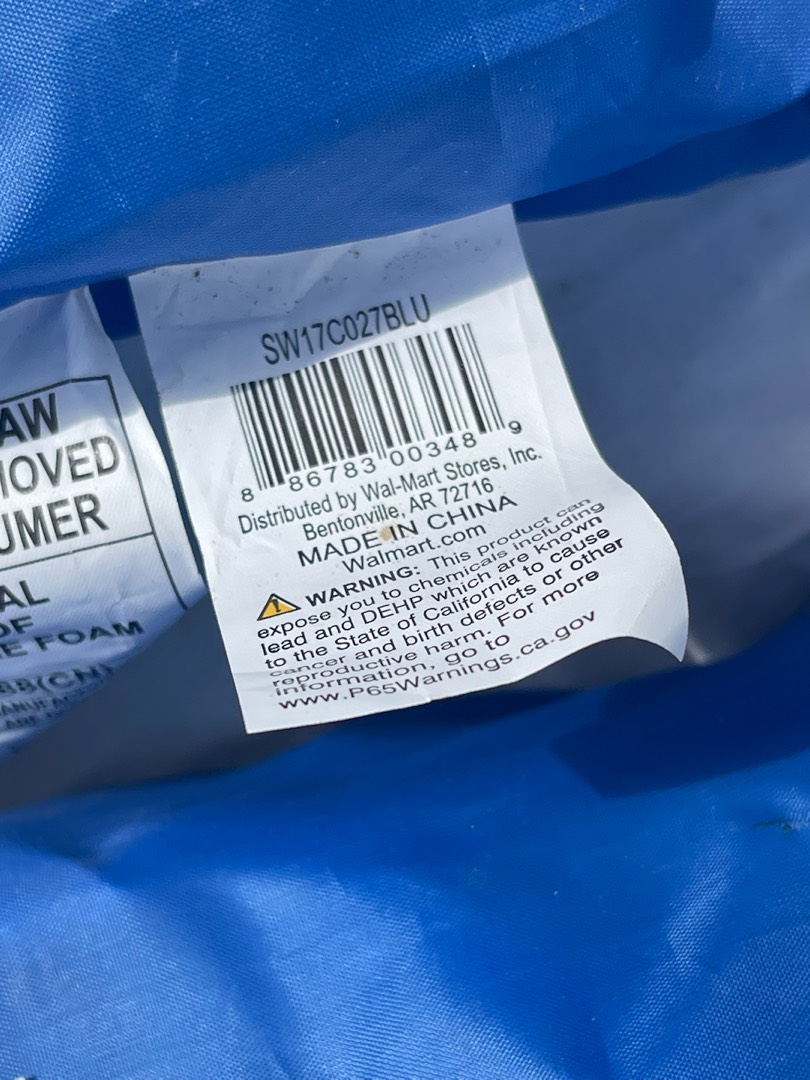 AW
MOVED
UMER
AL
OF
E FOAM
88(CN)
SW17C027BLU
8 86783 00348 9
Distributed by Wal-Mart Stores, Inc.
Bentonville, AR 72716
MADE IN CHINA
Walmart.com
WARNING: This product can
expose you to chemicals including
lead and DEHP which are known
to the State of California to cause
cancer and birth defects or other
reproductive harm. For more
information, go to
www.P65Warnings.ca.gov